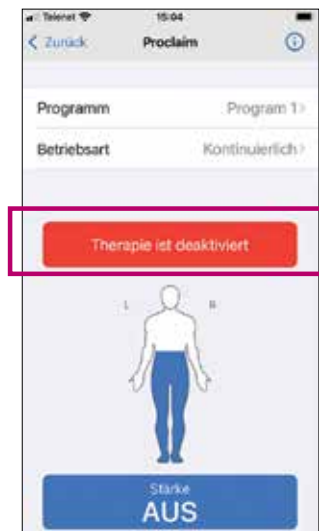 Telenet 15:04
Zurück Proclaim
Programm Program 1
Betriebsart Kontinuierlich
Therapie ist deaktiviert
L R
Stärke
AUS